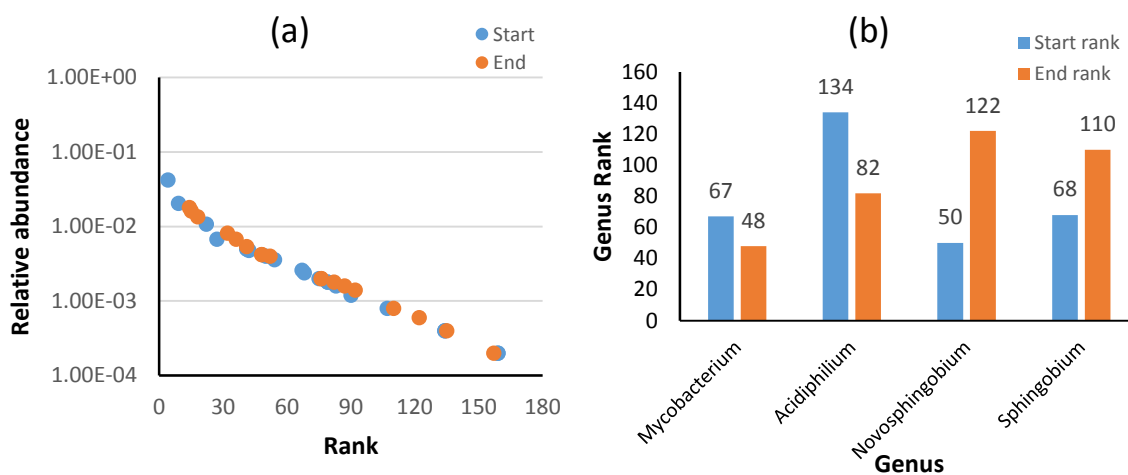 (a)
Start
End
1.00E+00
1.00E-01
1.00E-02
1.00E-03
1.00E-04
Relative abundance
0 30 60 90 120 150 180
Rank
(b)
Start rank
End rank
160
140
120
100
80
60
40
20
0
Genus Rank
67 48 134 82 50 122 68 110
Mycobacterium
Acidiphilium
Novosphingobium
Sphingobium
Genus